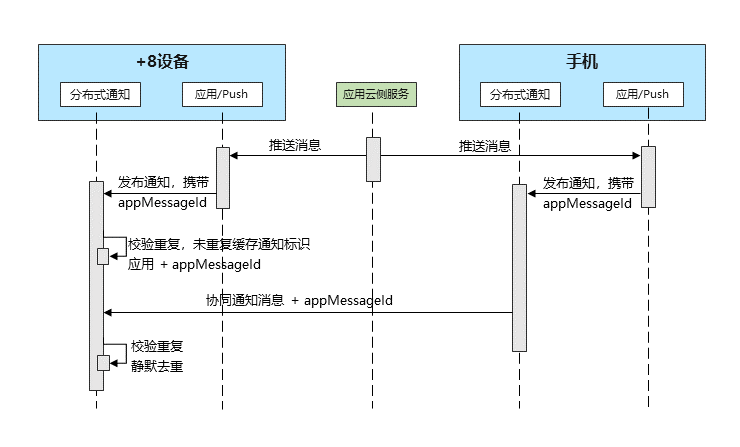 +8设备
手机
分布式通知
应用/Push
应用云侧服务
分布式通知
应用/Push
推送消息
推送消息
发布通知，携带
appMessageId
发布通知，携带
appMessageId
校验重复，未重复缓存通知标识
应用 + appMessageId
协同通知消息 + appMessageId
校验重复
静默去重